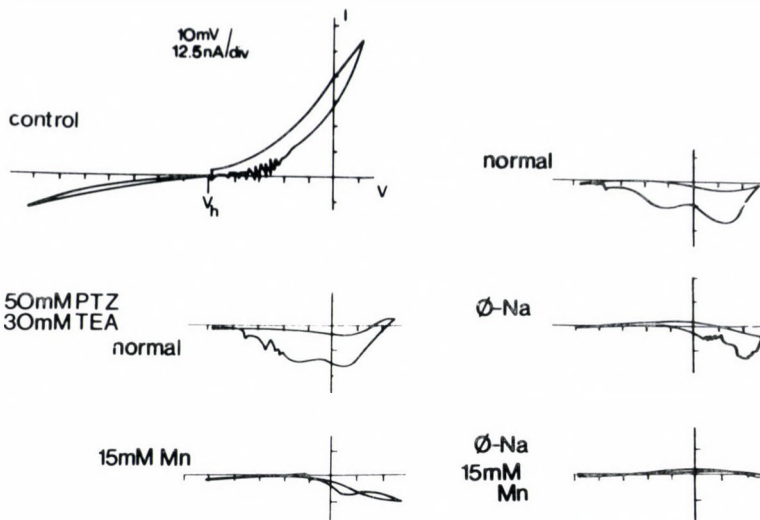 I
10mV/
12.5nA/div
control
V
Vh
normal
50mM PTZ
30mM TEA
normal
Ø-Na
15mM Mn
Ø-Na
15mM
Mn